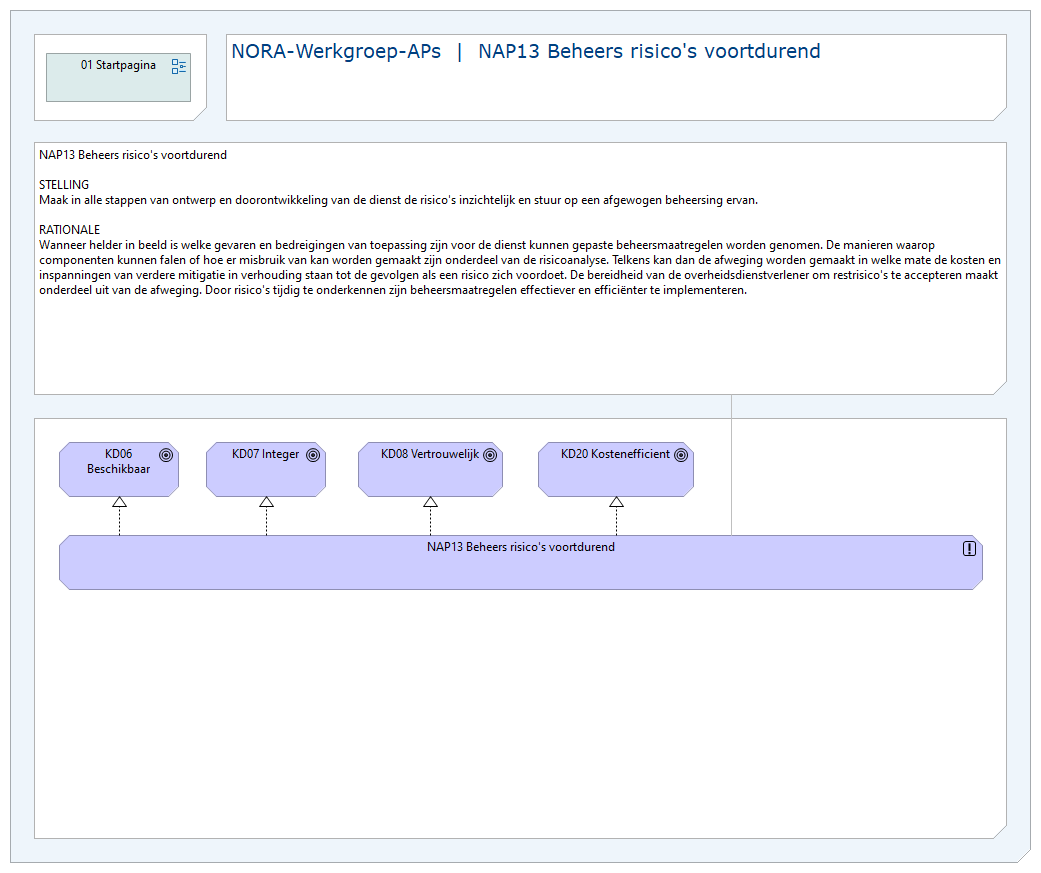 01 Startpagina
NORA-Werkgroep-APs | NAP13 Beheers risico's voortdurend
NAP13 Beheers risico's voortdurend
STELLING
Maak in alle stappen van ontwerp en doorontwikkeling van de dienst de risico's inzichtelijk en stuur op een afgewogen beheersing ervan.
RATIONALE
Wanneer helder in beeld is welke gevaren en bedreigingen van toepassing zijn voor de dienst kunnen gepaste beheersmaatregelen worden genomen. De manieren waarop
componenten kunnen falen of hoe er misbruik van kan worden gemaakt zijn onderdeel van de risicoanalyse. Telkens kan dan de afweging worden gemaakt in welke mate de kosten en
inspanningen van verdere mitigatie in verhouding staan tot de gevolgen als een risico zich voordoet. De bereidheid van de overheidsdienstverlener om restrisico's te accepteren maakt
onderdeel uit van de afweging. Door risico's tijdig te onderkennen zijn beheersmaatregelen effectiever en efficiënter te implementeren.
KD06
Beschikbaar
KD07 Integer
KD08 Vertrouwelijk
KD20 Kostenefficient
NAP13 Beheers risico's voortdurend